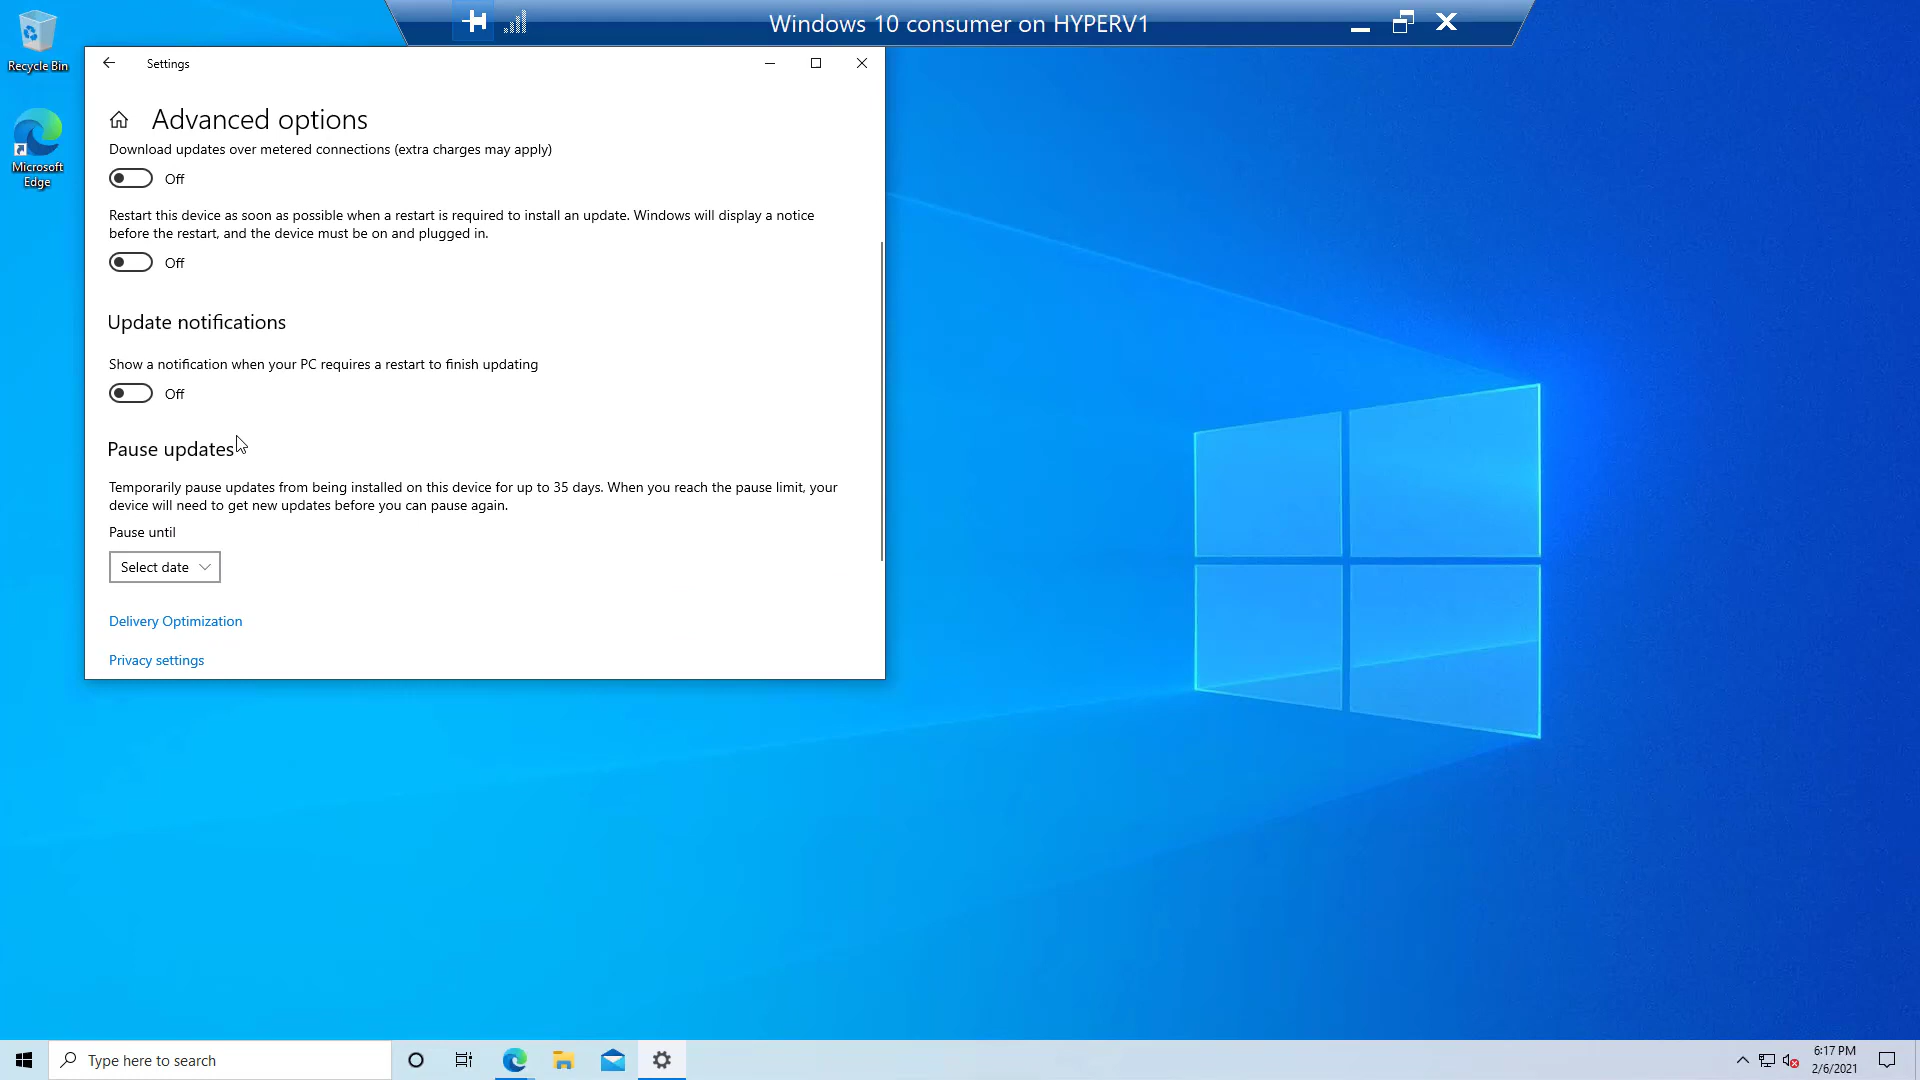 Windows 10 consumer on HYPERV1
Recycle Bin
Microsoft
Edge
Settings
Advanced options
Download updates over metered connections (extra charges may apply)
Off
Restart this device as soon as possible when a restart is required to install an update. Windows will display a notice
before the restart, and the device must be on and plugged in.
Off
Update notifications
Show a notification when your PC requires a restart to finish updating
Off
Pause updates
Temporarily pause updates from being installed on this device for up to 35 days. When you reach the pause limit, your
device will need to get new updates before you can pause again.
Pause until
Select date
Delivery Optimization
Privacy settings
Type here to search
6:17 PM
2/6/2021